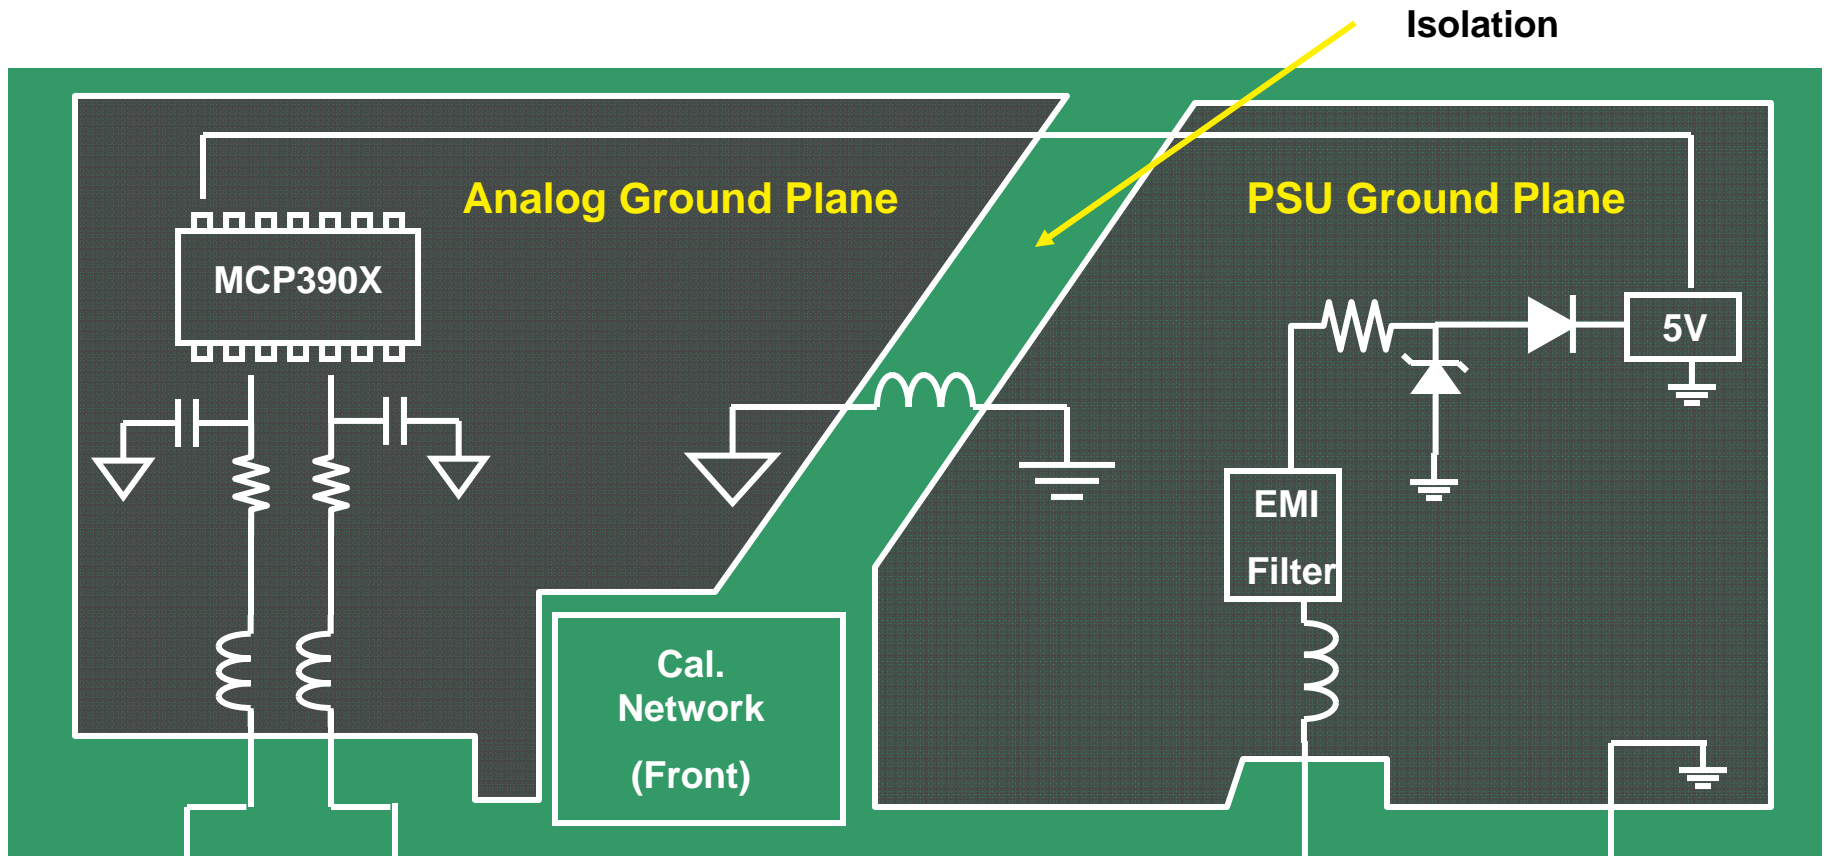 Isolation
Analog Ground Plane
PSU Ground Plane
MCP390X
5V
EMI
Filter
Cal.
Network
(Front)